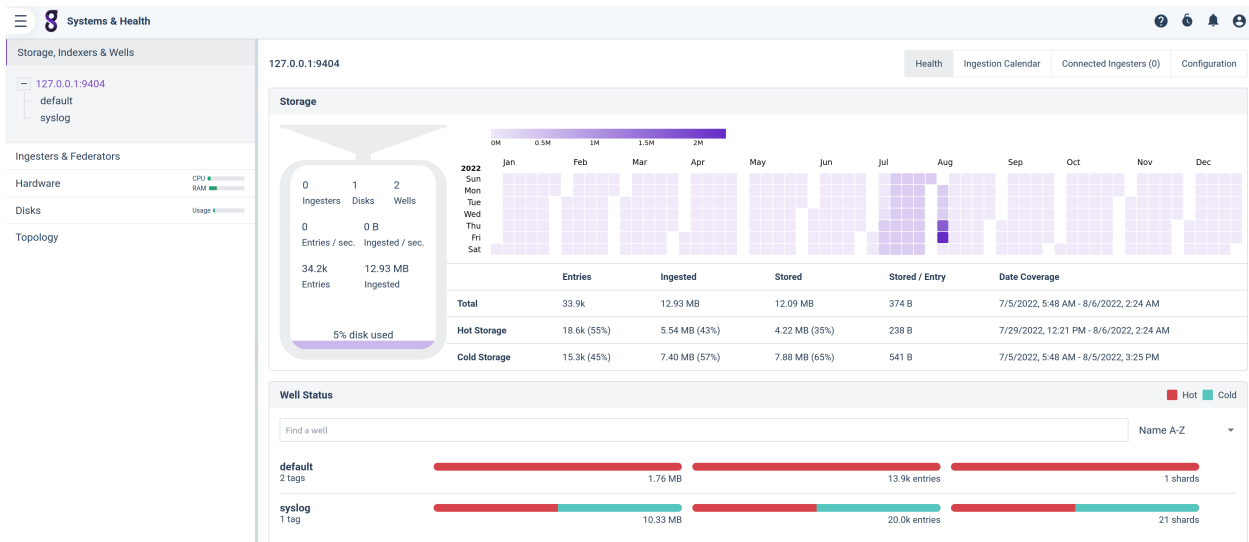 Systems & Health
Storage, Indexers & Wells
127.0.0.1:9404
default
syslog
Ingesters & Federators
Hardware
CPU
RAM
Disks
Usage
Topology
127.0.0.1:9404
Health
Ingestion Calendar
Connected Ingesters (0)
Configuration
Storage
0 1 2
Ingesters Disks Wells
0 0 B
Entries / sec. Ingested / sec.
34.2k 12.93 MB
Entries Ingested
5% disk used
0M 0.5M 1M 1.5M 2M
2022 Jan Feb Mar Apr May Jun Jul Aug Sep Oct Nov Dec
Sun
Mon
Tue
Wed
Thu
Fri
Sat
Entries Ingested Stored Stored / Entry Date Coverage
Total 33.9k 12.93 MB 12.09 MB 374 B 7/5/2022, 5:48 AM - 8/6/2022, 2:24 AM
Hot Storage 18.6k (55%) 5.54 MB (43%) 4.22 MB (35%) 238 B 7/29/2022, 12:21 PM - 8/6/2022, 2:24 AM
Cold Storage 15.3k (45%) 7.40 MB (57%) 7.88 MB (65%) 541 B 7/5/2022, 5:48 AM - 8/5/2022, 3:25 PM
Well Status
Hot Cold
Find a well
Name A-Z
default
2 tags 1.76 MB 13.9k entries 1 shards
syslog
1 tag 10.33 MB 20.0k entries 21 shards